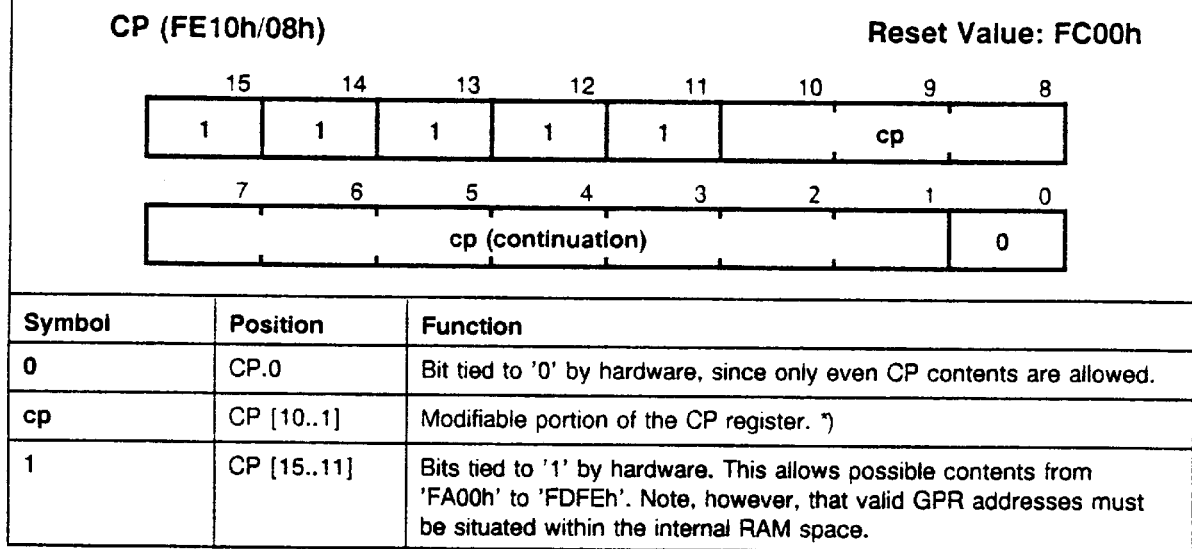 CP (FE10h/08h) Reset Value: FC00h
15 14 13 12 11 10 9 8
1 1 1 1 1 cp
7 6 5 4 3 2 1 0
cp (continuation) 0
Symbol Position Function
0 CP.0 Bit tied to '0' by hardware, since only even CP contents are allowed.
cp CP [10..1] Modifiable portion of the CP register. *)
1 CP [15..11] Bits tied to '1' by hardware. This allows possible contents from
'FA00h' to 'FDFEh'. Note, however, that valid GPR addresses must
be situated within the internal RAM space.